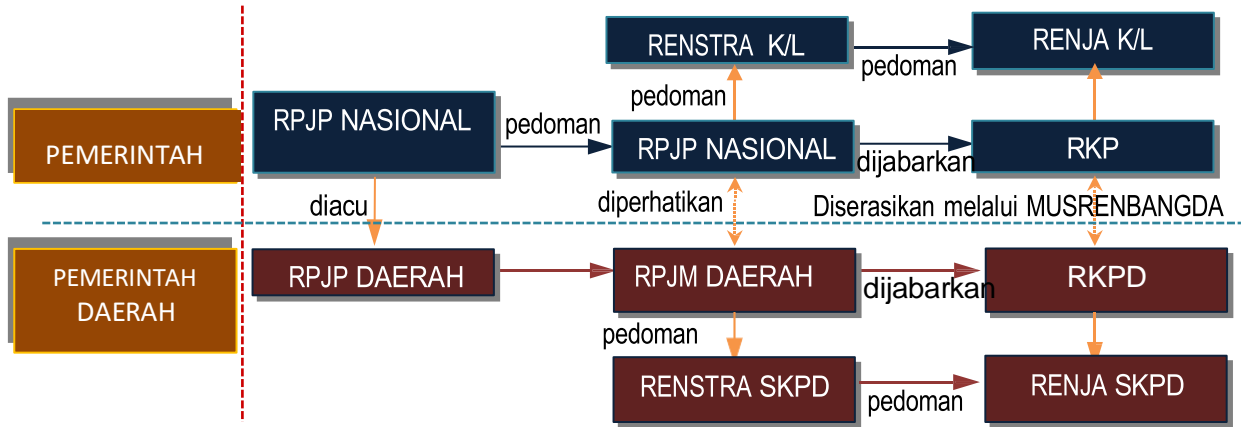 RENSTRA K/L
pedoman
RENJA K/L
pedoman
PEMERINTAH
RPJP NASIONAL
pedoman
RPJP NASIONAL
dijabarkan
RKP
diacu
diperhatikan
Diserasikan melalui MUSRENBANGDA
PEMERINTAH
DAERAH
RPJP DAERAH
RPJM DAERAH
dijabarkan
RKPD
pedoman
RENSTRA SKPD
pedoman
RENJA SKPD